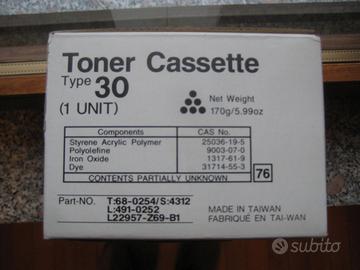 Toner Cassette
Type 30
(1 UNIT)
Net Weight
170g/5.99oz
Components CAS No.
Styrene Acrylic Polymer 25036-19-5
Polyolefine 9003-07-0
Iron Oxide 1317-61-9
Dye 31714-55-3
CONTENTS PARTIALLY UNKNOWN 76
Part-NO. T:68-0254/S:4312
L:491-0252
L22957-Z69-B1
MADE IN TAIWAN
FABRIQUÉ EN TAI-WAN
subito